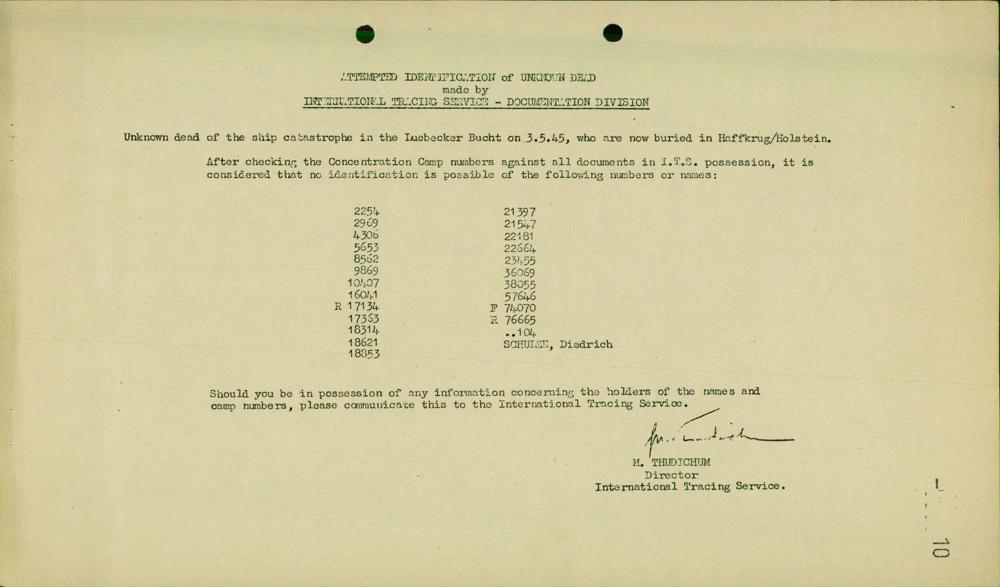 ATTEMPTED IDENTIFICATION of UNKNOWN DEAD
made by
INTERNATIONAL TRACING SERVICE - DOCUMENTATION DIVISION
Unknown dead of the ship catastrophe in the Luebecker Bucht on 3.5.45, who are now buried in Haffkrug/Holstein.
After checking the Concentration Camp numbers against all documents in I.T.S. possession, it is
considered that no identification is possible of the following numbers or names:
2254 21397
2969 21547
4306 22181
5653 22664
8562 23455
9869 36069
10407 38055
16041 57646
R 17134 F 74070
17363 R 76665
18314 ..104
18621 SCHULZE, Diedrich
18853
Should you be in possession of any information concerning the holders of the names and
camp numbers, please communicate this to the International Tracing Service.
M. THUDICHUM
Director
International Tracing Service.
10